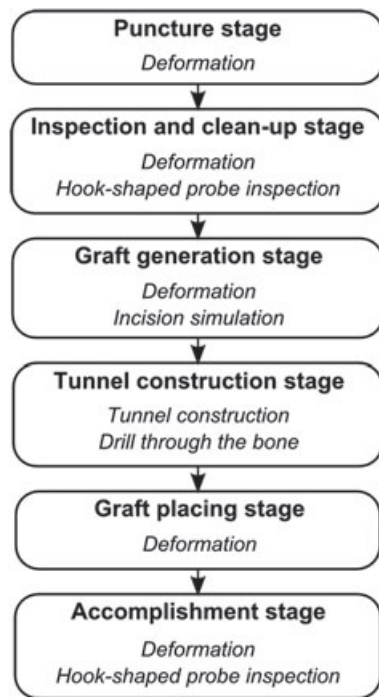 Puncture stage
Deformation
Inspection and clean-up stage
Deformation
Hook-shaped probe inspection
Graft generation stage
Deformation
Incision simulation
Tunnel construction stage
Tunnel construction
Drill through the bone
Graft placing stage
Deformation
Accomplishment stage
Deformation
Hook-shaped probe inspection